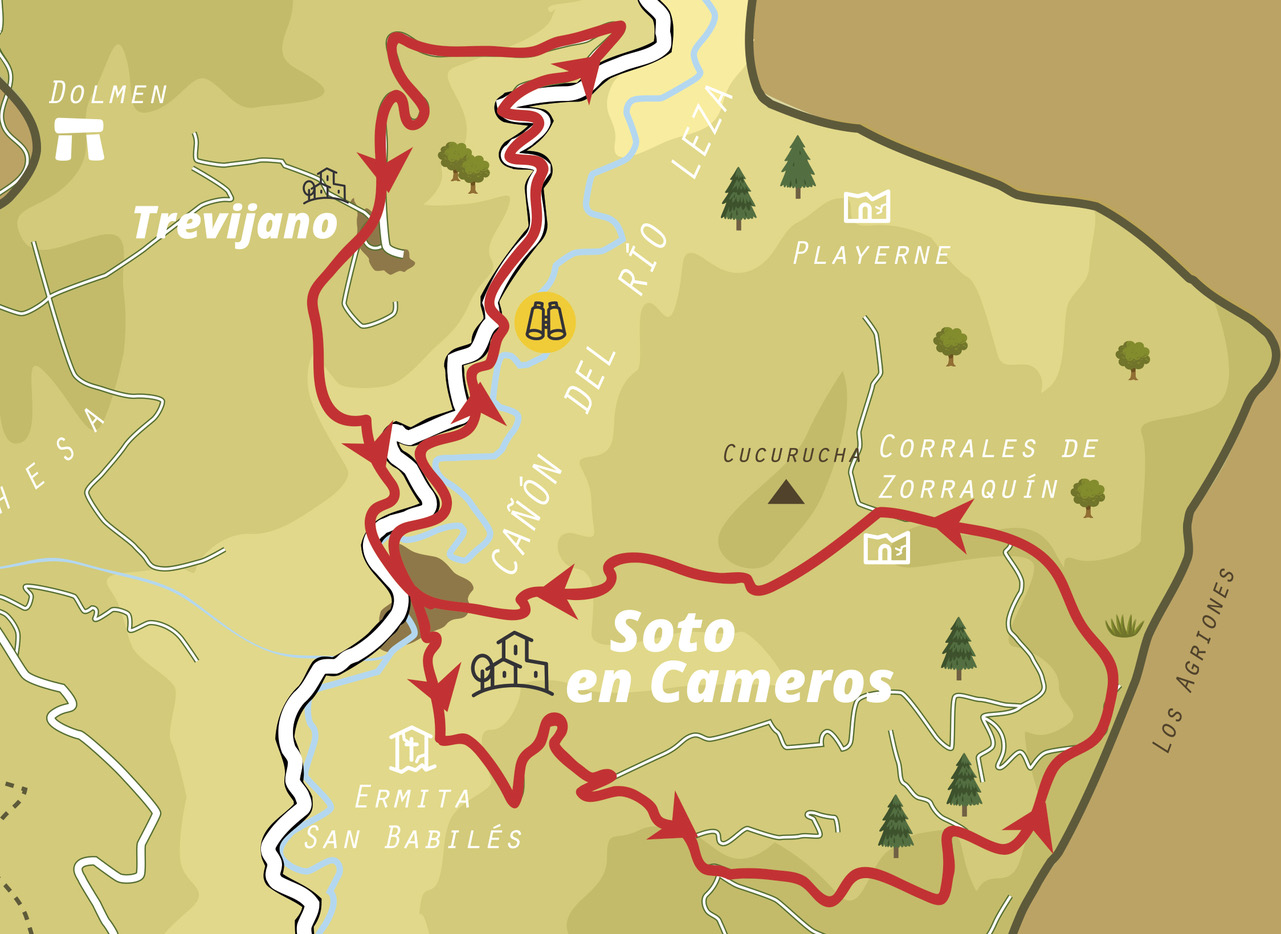 DOLMEN
Trevijano
CAÑÓN DEL RÍO LEZA
PLAYERNE
CUCURUCHA
CORRALES DE
ZORRAQUÍN
HESA
Soto
en Cameros
LOS AGRIONES
ERMITA
SAN BABILÉS